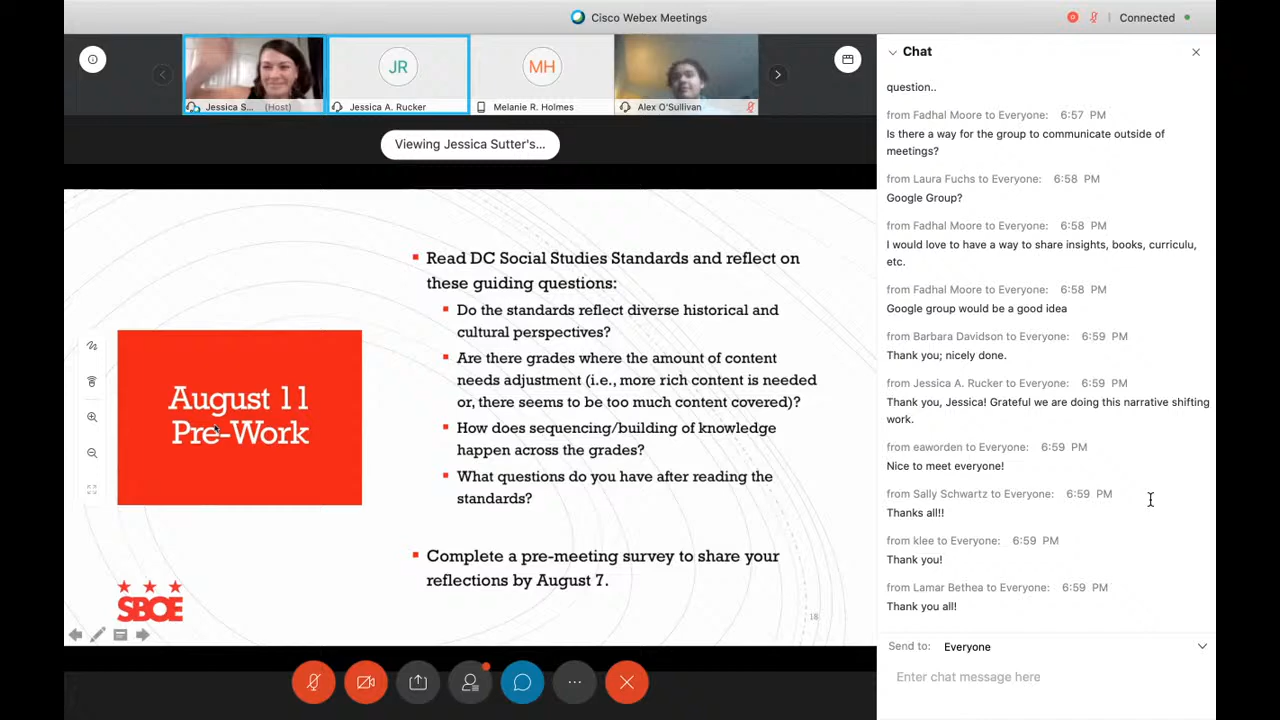 Cisco Webex Meetings
Connected
JR
MH
Jessica S... (Host)
Jessica A. Rucker
Melanie R. Holmes
Alex O'Sullivan
Viewing Jessica Sutter's...
August 11
Pre-Work
Read DC Social Studies Standards and reflect on
these guiding questions:
Do the standards reflect diverse historical and
cultural perspectives?
Are there grades where the amount of content
needs adjustment (i.e., more rich content is needed
or, there seems to be too much content covered)?
How does sequencing/building of knowledge
happen across the grades?
What questions do you have after reading the
standards?
Complete a pre-meeting survey to share your
reflections by August 7.
SBOE
18
Chat
question..
from Fadhal Moore to Everyone: 6:57 PM
Is there a way for the group to communicate outside of
meetings?
from Laura Fuchs to Everyone: 6:58 PM
Google Group?
from Fadhal Moore to Everyone: 6:58 PM
I would love to have a way to share insights, books, curriculu,
etc.
from Fadhal Moore to Everyone: 6:58 PM
Google group would be a good idea
from Barbara Davidson to Everyone: 6:59 PM
Thank you; nicely done.
from Jessica A. Rucker to Everyone: 6:59 PM
Thank you, Jessica! Grateful we are doing this narrative shifting
work.
from eaworden to Everyone: 6:59 PM
Nice to meet everyone!
from Sally Schwartz to Everyone: 6:59 PM
Thanks all!!
from klee to Everyone: 6:59 PM
Thank you!
from Lamar Bethea to Everyone: 6:59 PM
Thank you all!
Send to: Everyone
Enter chat message here